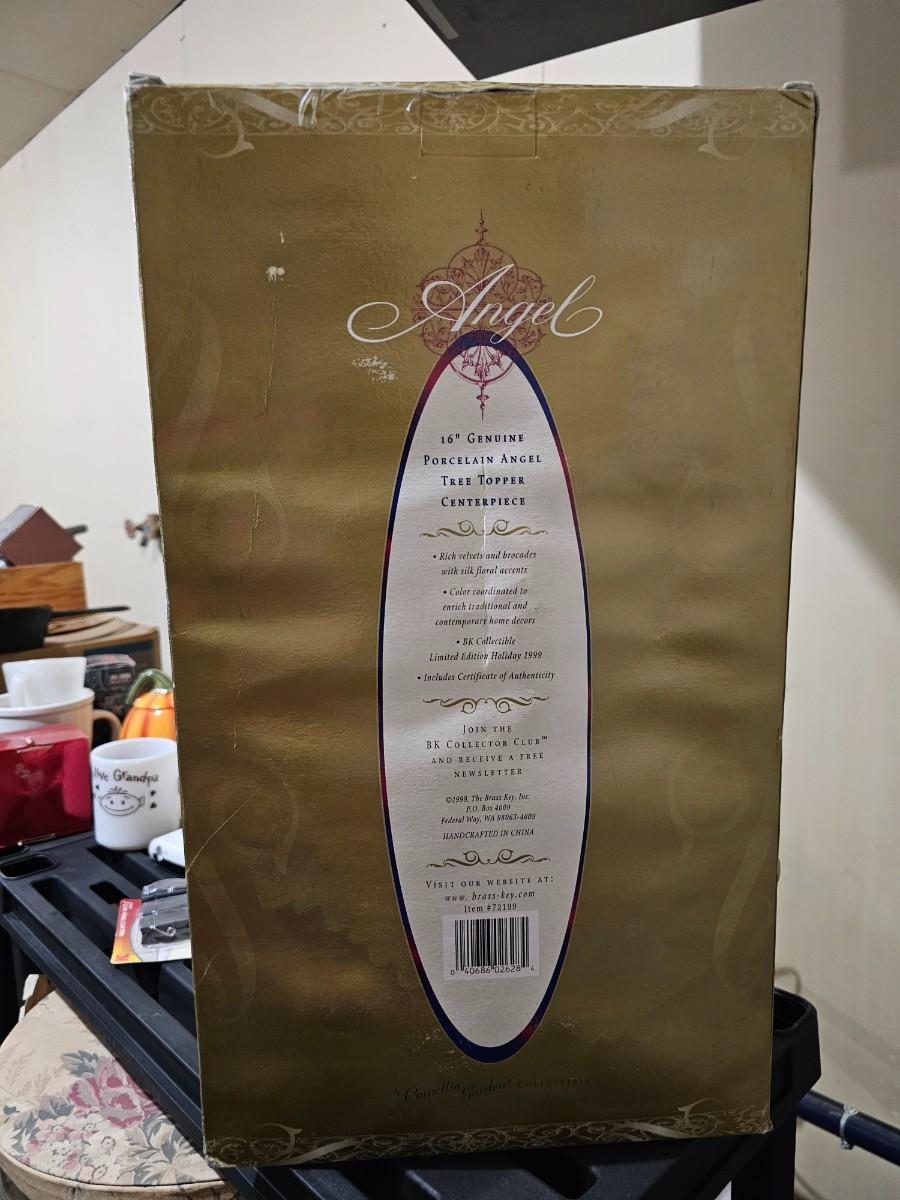 Angel
16" Genuine
Porcelain Angel
Tree Topper
Centerpiece
• Rich velvets and brocades
with silk floral accents
• Color coordinated to
enrich traditional and
contemporary home decors
• BK Collectible
Limited Edition Holiday 1999
• Includes Certificate of Authenticity
Join the
BK Collector Club™
and receive a free
newsletter
©1999, The Brass Key, Inc.
P.O. Box 4009
Federal Way, WA 98063-4009
HANDCRAFTED IN CHINA
Visit our website at:
www.brass-key.com
Item #72199
0 40686 02628 4
Camellia Garden® Collectible
Grandpa